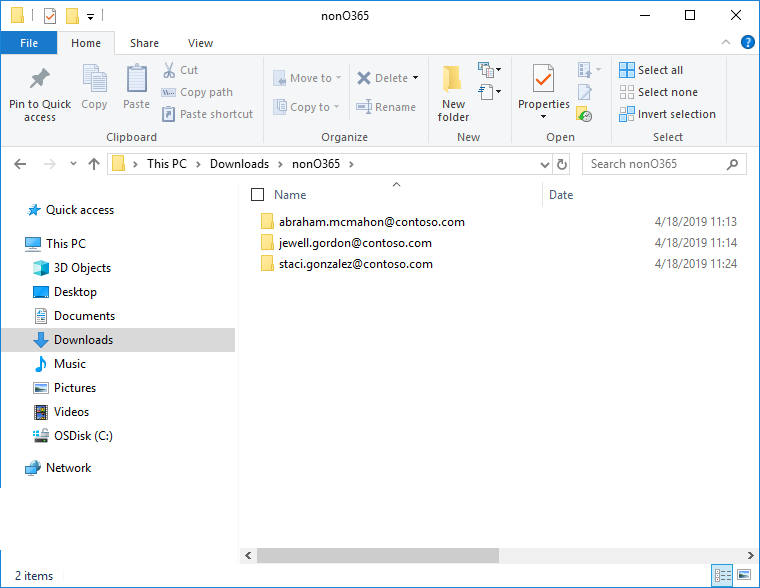 nonO365
File Home Share View
Pin to Quick access
Copy
Paste
Cut
Copy path
Paste shortcut
Clipboard
Move to
Copy to
Delete
Rename
Organize
New folder
New
Properties
Open
Select all
Select none
Invert selection
Select
This PC > Downloads > nonO365 >
Search nonO365
Name Date
Quick access
This PC
3D Objects
Desktop
Documents
Downloads
Music
Pictures
Videos
OSDisk (C:)
Network
abraham.mcmahon@contoso.com 4/18/2019 11:13
jewell.gordon@contoso.com 4/18/2019 11:14
staci.gonzalez@contoso.com 4/18/2019 11:24
2 items